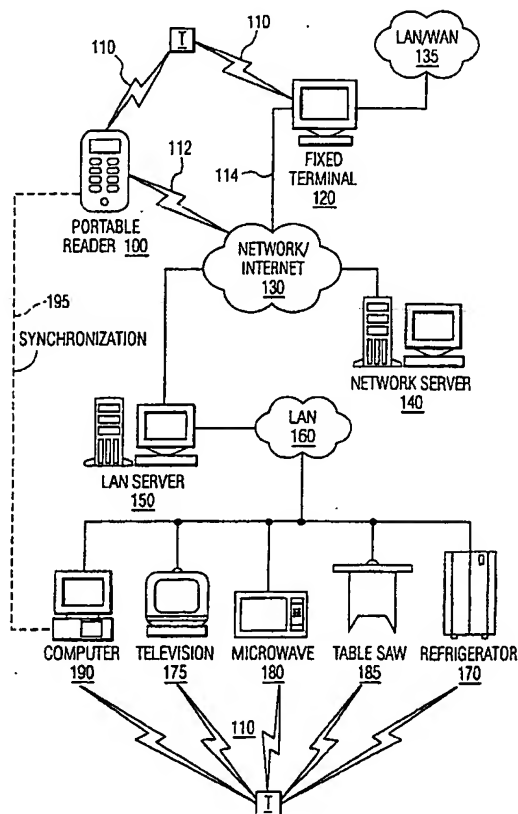 110
T
110
LAN/WAN
135
112
114
FIXED
TERMINAL
120
PORTABLE
READER 100
NETWORK/
INTERNET
130
195
SYNCHRONIZATION
NETWORK SERVER
140
LAN
160
LAN SERVER
150
COMPUTER
190
TELEVISION
175
MICROWAVE
180
TABLE SAW
185
REFRIGERATOR
170
110
T